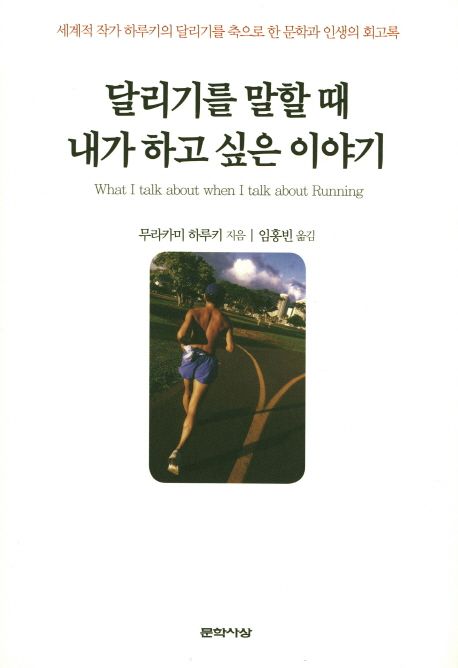 세계적 작가 하루키의 달리기를 축으로 한 문학과 인생의 회고록
달리기를 말할 때
내가 하고 싶은 이야기
What I talk about when I talk about Running
무라카미 하루키 지음 | 임홍빈 옮김
문학사상